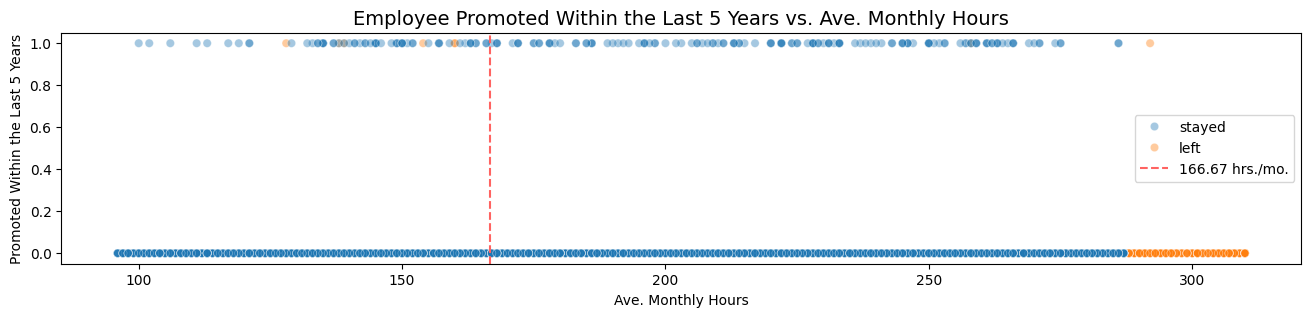 Employee Promoted Within the Last 5 Years vs. Ave. Monthly Hours
Promoted Within the Last 5 Years
1.0
0.8
0.6
0.4
0.2
0.0
stayed
left
166.67 hrs./mo.
100
150
200
250
300
Ave. Monthly Hours